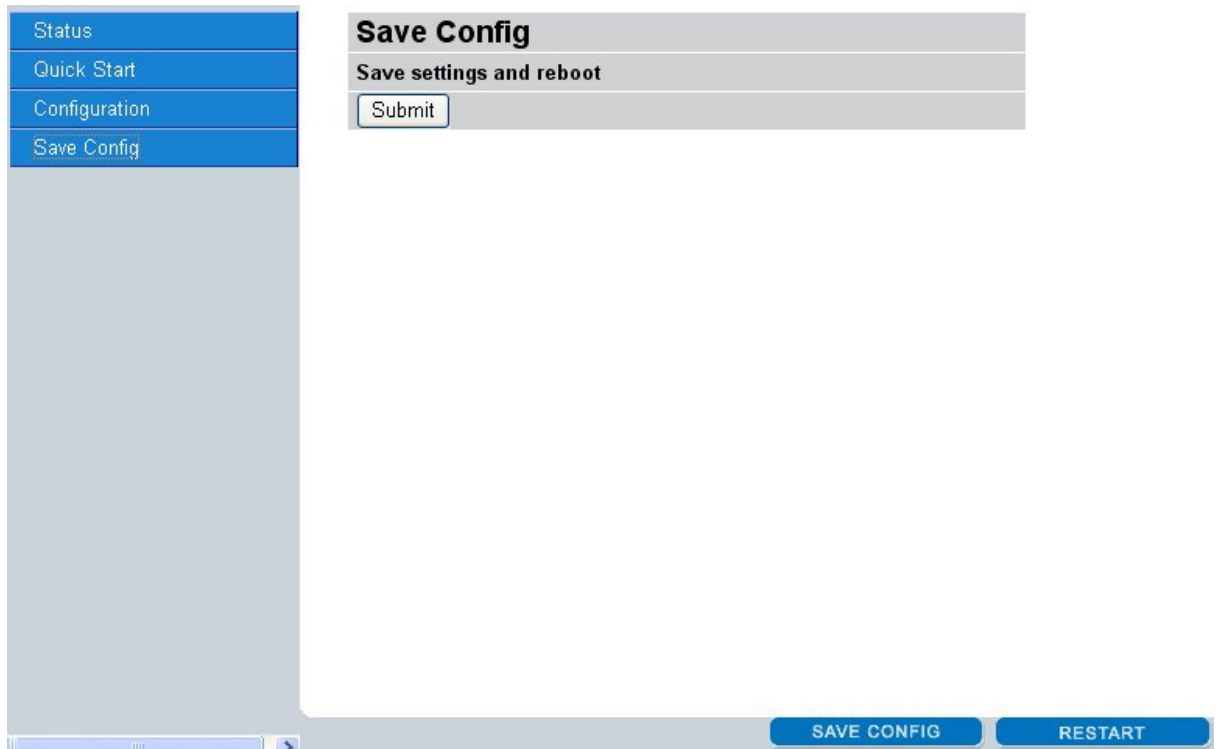 Status
Quick Start
Configuration
Save Config
Save Config
Save settings and reboot
Submit
SAVE CONFIG
RESTART